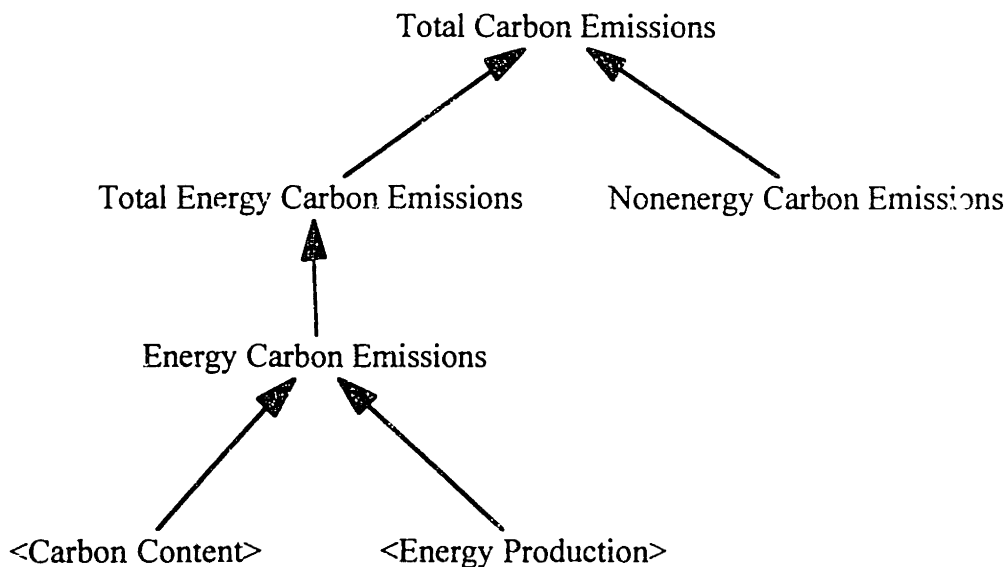 Total Carbon Emissions
Total Energy Carbon Emissions
Nonenergy Carbon Emissions
Energy Carbon Emissions
<Carbon Content>
<Energy Production>